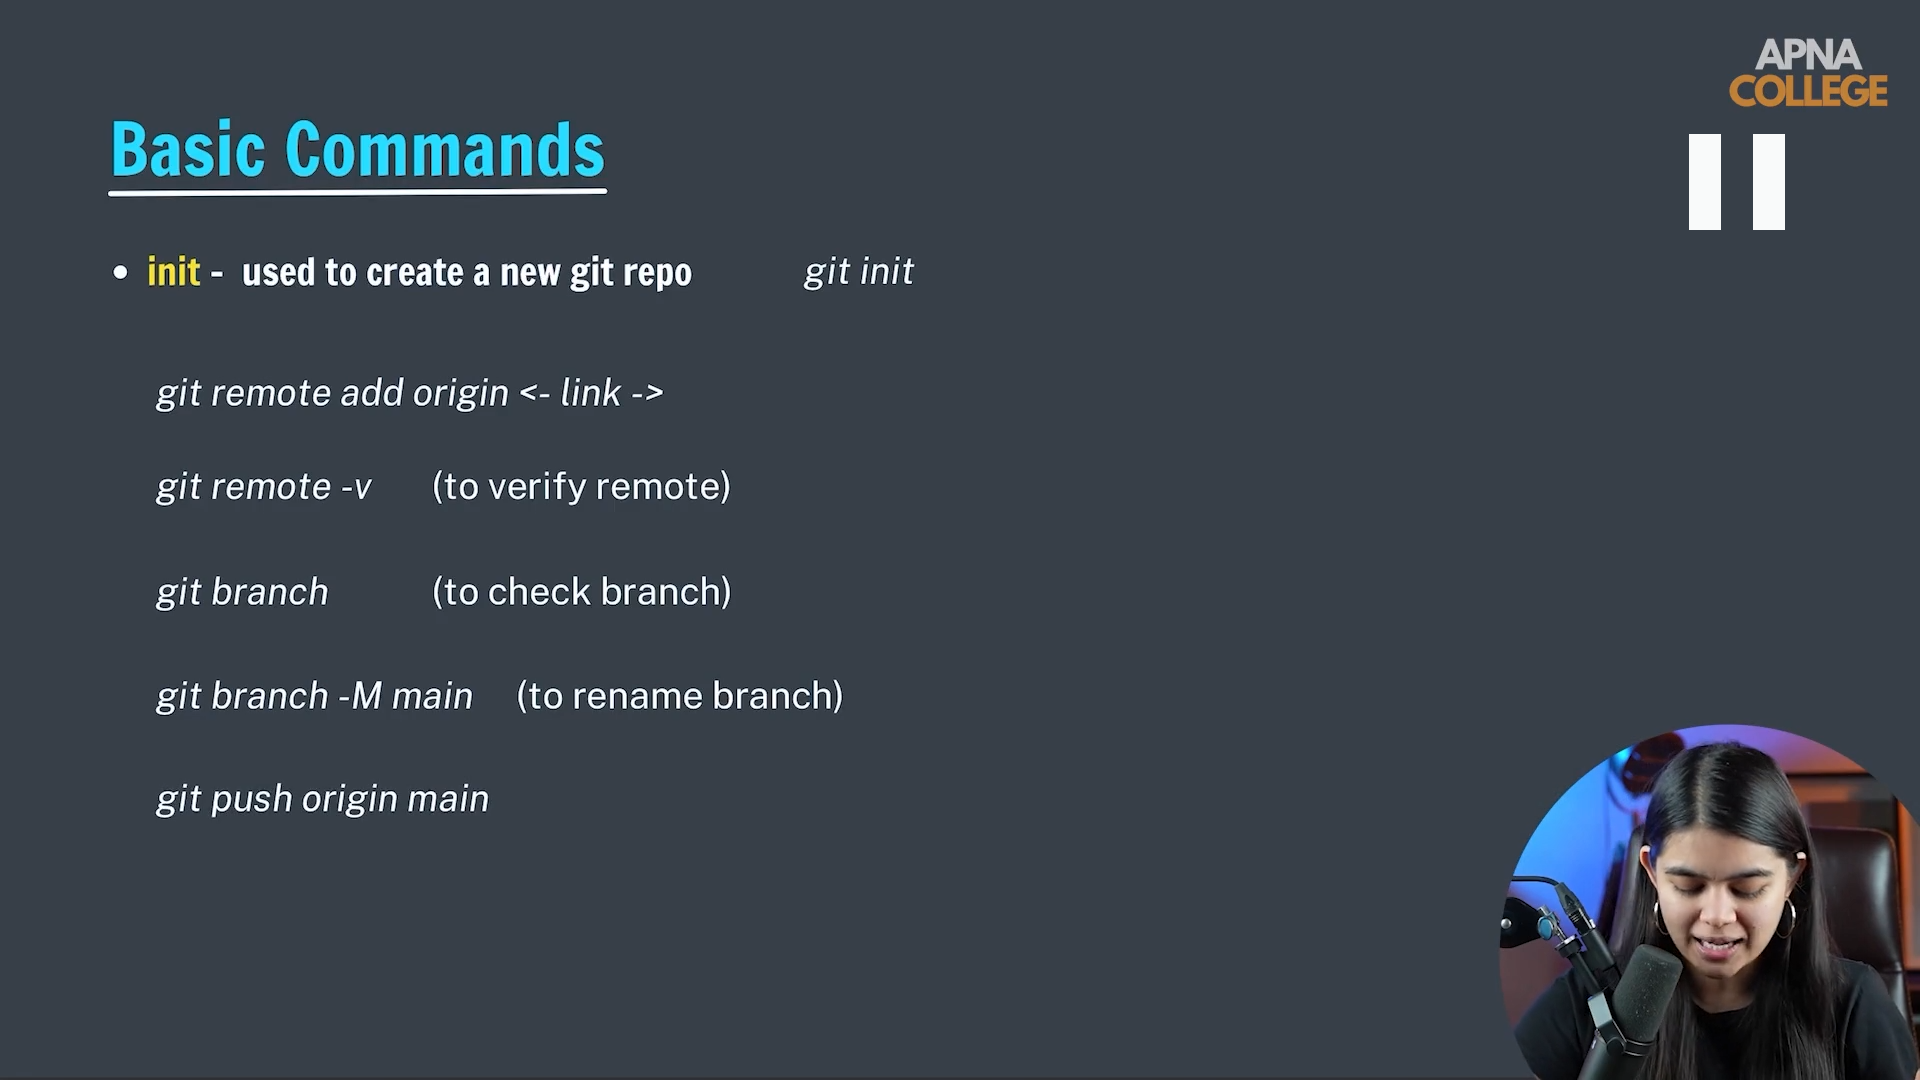 APNA
COLLEGE
Basic Commands
• init - used to create a new git repo git init
git remote add origin <- link ->
git remote -v (to verify remote)
git branch (to check branch)
git branch -M main (to rename branch)
git push origin main